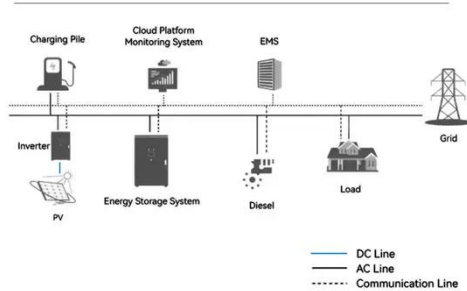 Charging Pile
Cloud Platform
Monitoring System
EMS
Grid
Inverter
PV
Energy Storage System
Diesel
Load
DC Line
AC Line
Communication Line